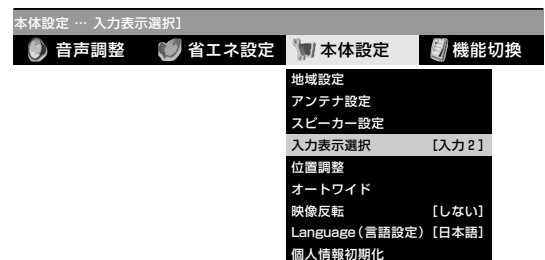 本体設定 … 入力表示選択]
音声調整 省エネ設定 本体設定 機能切換
地域設定
アンテナ設定
スピーカー設定
入力表示選択 [入力2]
位置調整
オートワイド
映像反転 [しない]
Language(言語設定) [日本語]
個人情報初期化